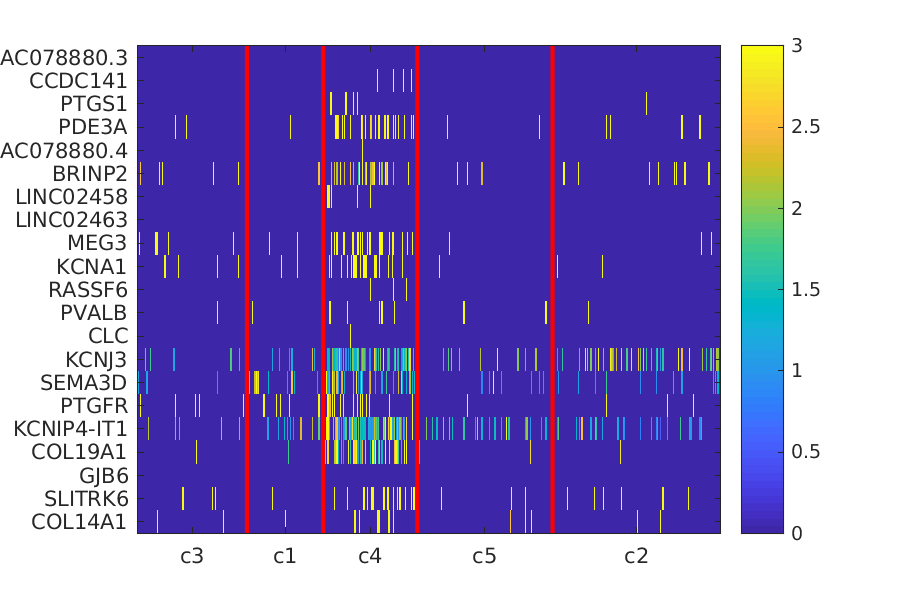 AC078880.3
CCDC141
PTGS1
PDE3A
AC078880.4
BRINP2
LINC02458
LINC02463
MEG3
KCNA1
RASSF6
PVALB
CLC
KCNJ3
SEMA3D
PTGFR
KCNIP4-IT1
COL19A1
GJB6
SLITRK6
COL14A1
c3 c1 c4 c5 c2
3
2.5
2
1.5
1
0.5
0